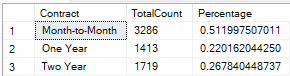 Contract TotalCount Percentage
1 Month-to-Month 3286 0.511997507011
2 One Year 1413 0.220162044250
3 Two Year 1719 0.267840448737